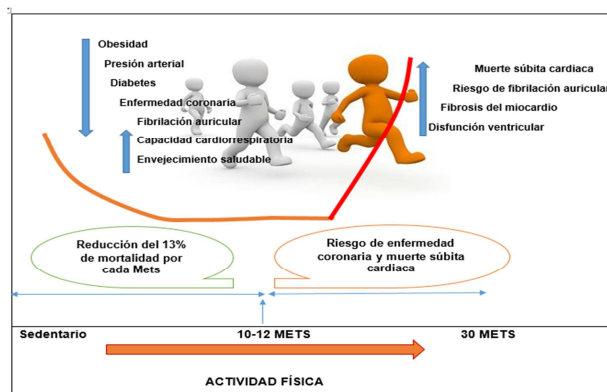 Obesidad
Presión arterial
Diabetes
Enfermedad coronaria
Fibrilación auricular
Capacidad cardiorrespiratoria
Envejecimiento saludable
Muerte súbita cardiaca
Riesgo de fibrilación auricular
Fibrosis del miocardio
Disfunción ventricular
Reducción del 13%
de mortalidad por
cada Mets
Riesgo de enfermedad
coronaria y muerte súbita
cardiaca
Sedentario
10-12 METS
30 METS
ACTIVIDAD FÍSICA